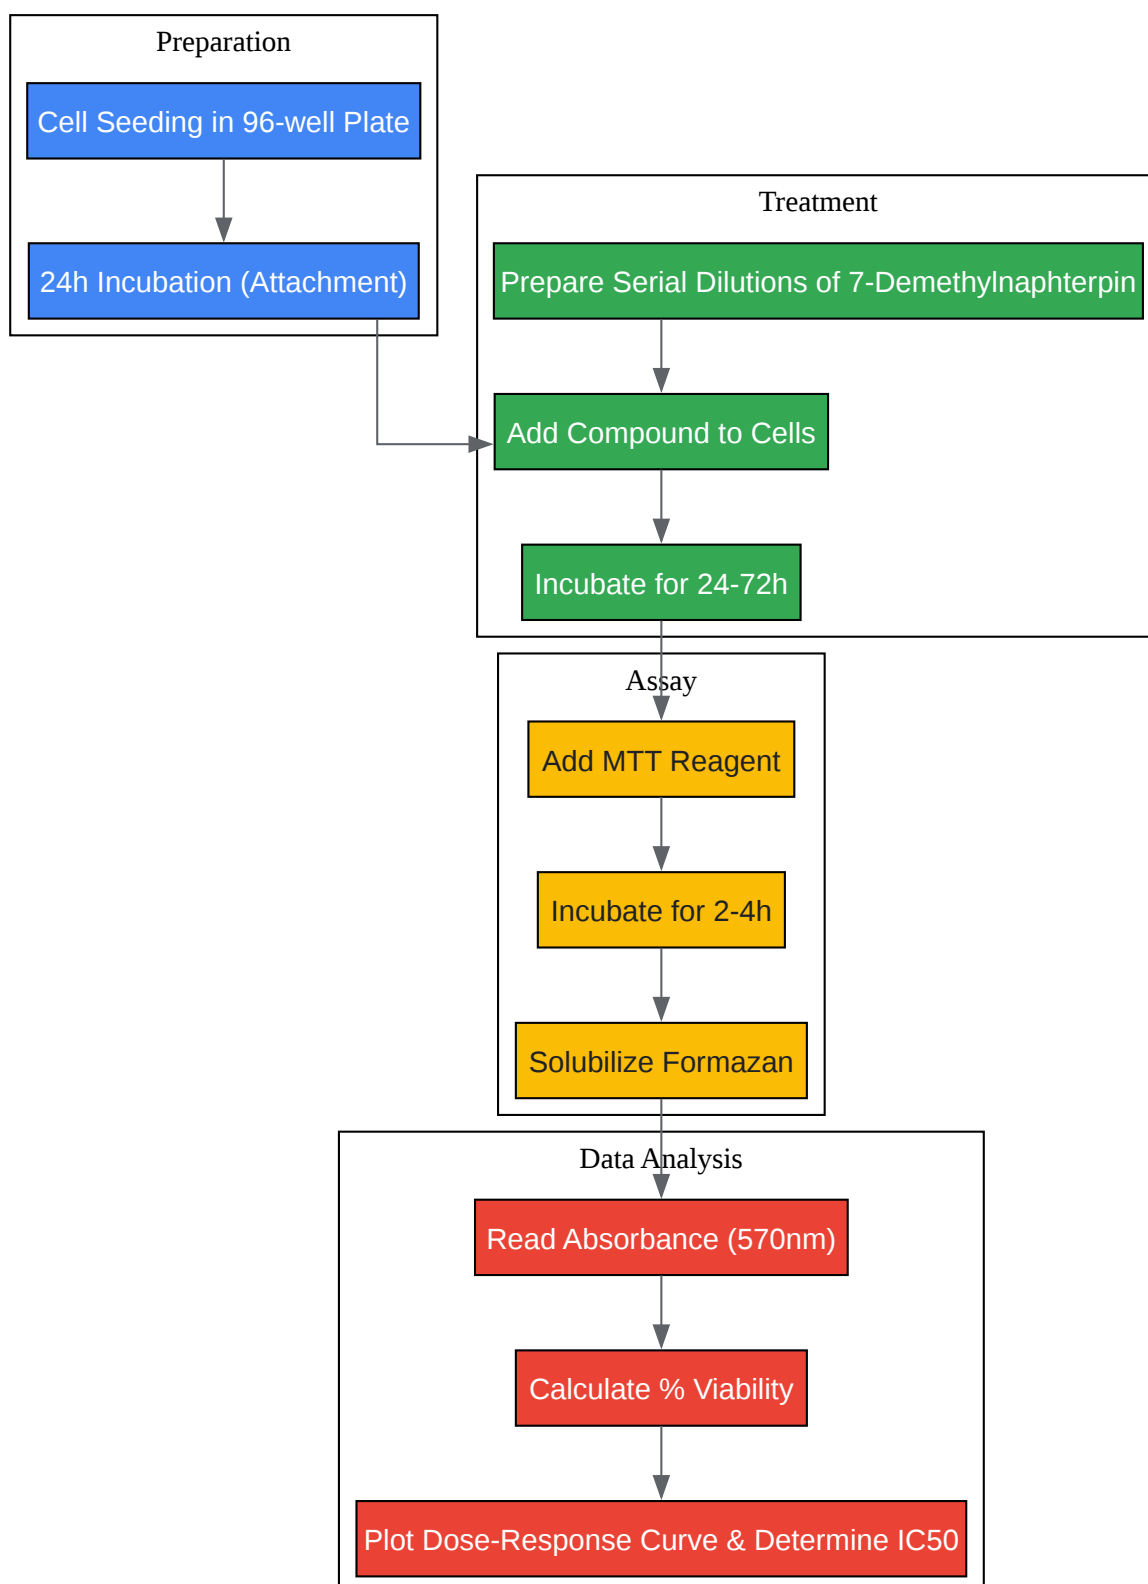 Preparation
Cell Seeding in 96-well Plate
24h Incubation (Attachment)
Treatment
Prepare Serial Dilutions of 7-Demethylnaphterpin
Add Compound to Cells
Incubate for 24-72h
Assay
Add MTT Reagent
Incubate for 2-4h
Solubilize Formazan
Data Analysis
Read Absorbance (570nm)
Calculate % Viability
Plot Dose-Response Curve & Determine IC50